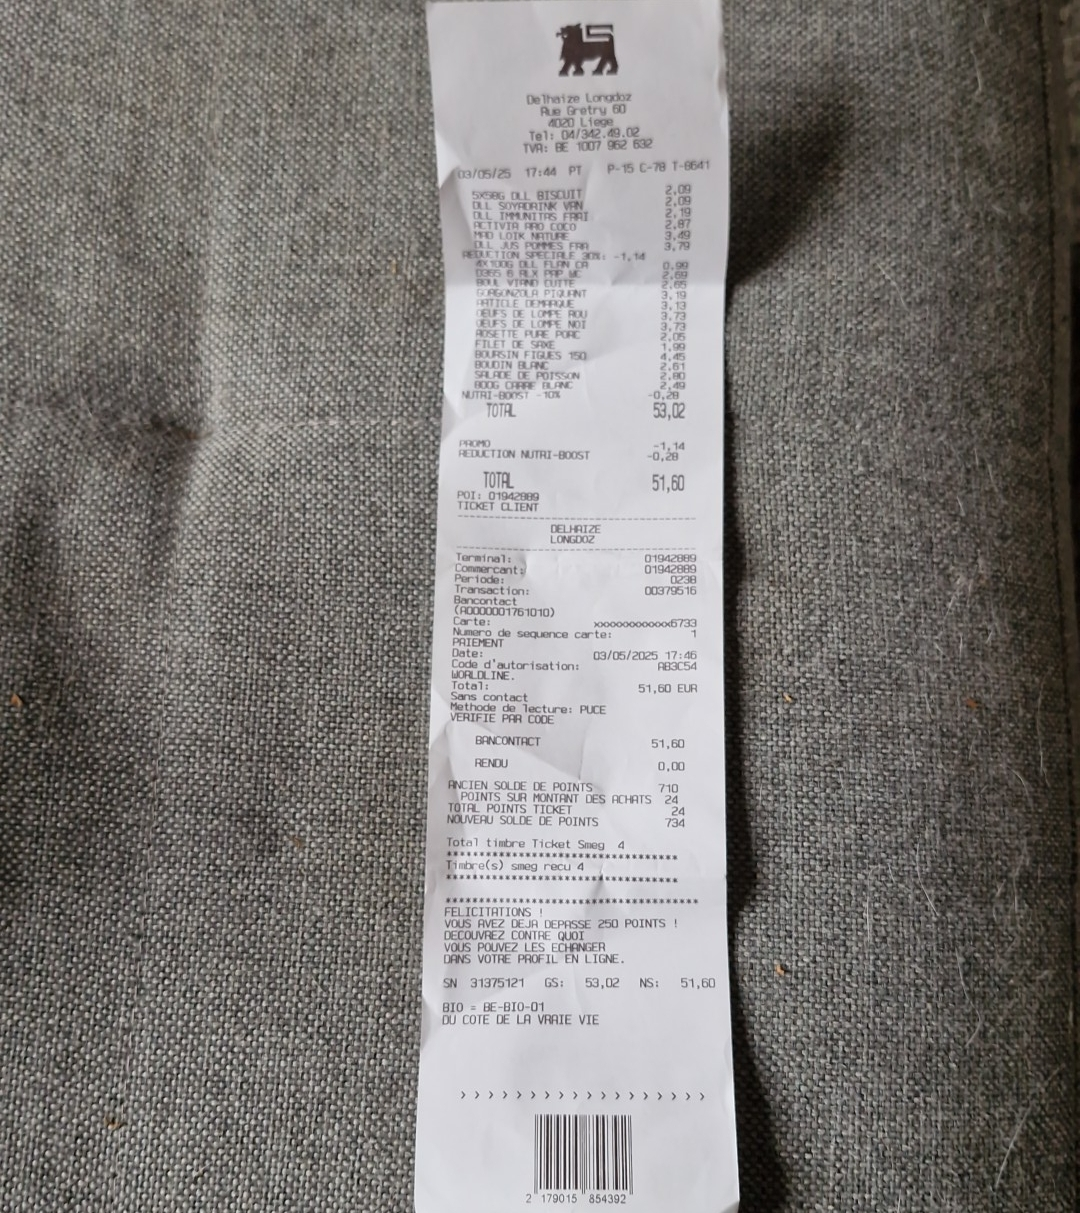 Delhaize Longdoz
Rue Gretry 60
4020 Liege
Tel: 04/342.49.02
TVA: BE 1007 962 632
03/05/25 17:44 PT P-15 C-78 T-8641
5X58G DLL BISCUIT 2,09
DLL SOYADRINK VAN 2,09
DLL IMMUNITAS FRAI 2,19
ACTIVIA ARO COCO 2,87
MAD LOIK NATURE 3,49
DLL JUS POMMES FRA 3,79
REDUCTION SPECIALE 30%: -1,14
4X100G DLL FLAN CA 0,99
D365 6 RLX PAP WC 2,69
BOUL VIAND CUITE 2,65
GORGONZOLA PIQUANT 3,19
ARTICLE DEMARQUE 3,13
OEUFS DE LOMPE ROU 3,73
OEUFS DE LOMPE NOI 3,73
ROSETTE PURE PORC 2,05
FILET DE SAXE 1,99
BOURSIN FIGUES 150 4,45
BOUDIN BLANC 2,61
SALADE DE POISSON 2,80
800G CARRE BLANC 2,49
NUTRI-BOOST -10% -0,28
TOTAL 53,02
PROMO -1,14
REDUCTION NUTRI-BOOST -0,28
TOTAL 51,60
POI: 01942889
TICKET CLIENT
DELHAIZE
LONGDOZ
Terminal: 01942889
Commercant: 01942889
Periode: 0238
Transaction: 00379516
Bancontact
(A0000001761010)
Carte: xxxxxxxxxxxx6733
Numero de sequence carte: 1
PAIEMENT
Date: 03/05/2025 17:46
Code d'autorisation: AB3C54
WORLDLINE.
Total: 51,60 EUR
Sans contact
Methode de lecture: PUCE
VERIFIE PAR CODE
BANCONTACT 51,60
RENDU 0,00
ANCIEN SOLDE DE POINTS 710
POINTS SUR MONTANT DES ACHATS 24
TOTAL POINTS TICKET 24
NOUVEAU SOLDE DE POINTS 734
Total timbre Ticket Smeg 4
************************************
Timbre(s) smeg recu 4
************************************
***************************************
FELICITATIONS !
VOUS AVEZ DEJA DEPASSE 250 POINTS !
DECOUVREZ CONTRE QUOI
VOUS POUVEZ LES ECHANGER
DANS VOTRE PROFIL EN LIGNE.
SN 31375121 GS: 53,02 NS: 51,60
BIO = BE-BIO-01
DU COTE DE LA VRAIE VIE
> > > > > > > > > > > > > > > > > >
2 179015 854392